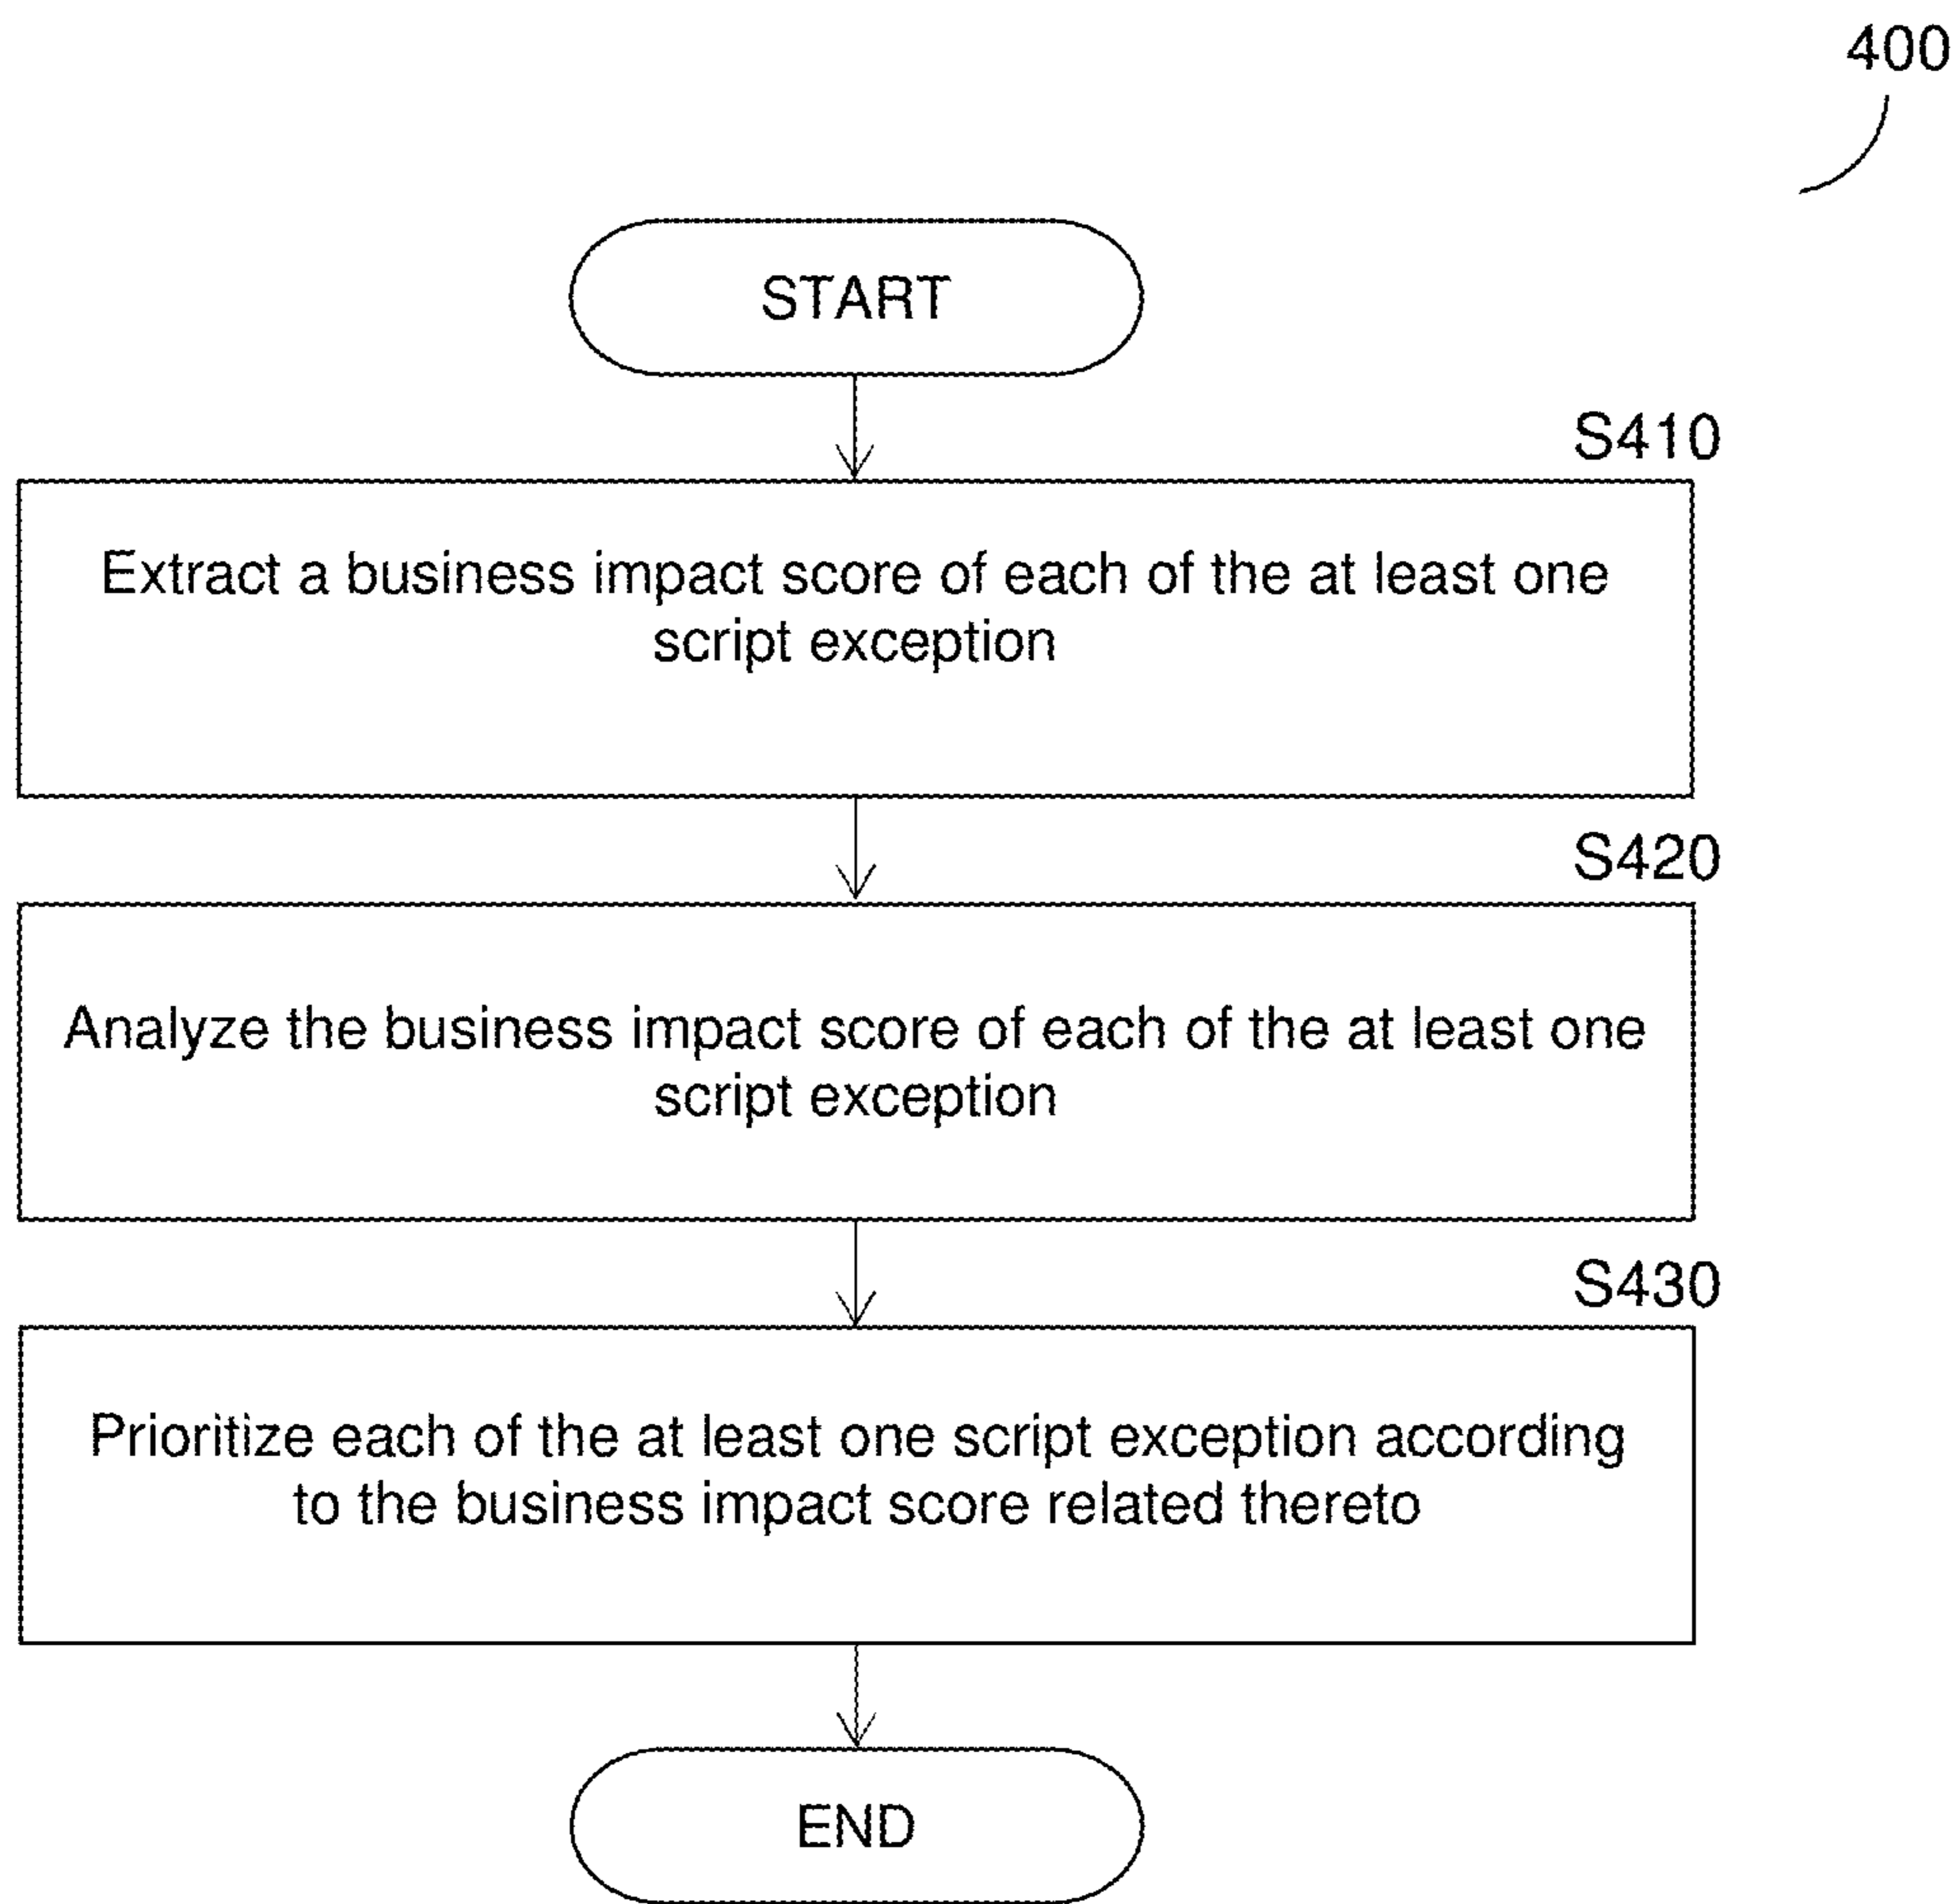 400
START
S410
Extract a business impact score of each of the at least one
script exception
S420
Analyze the business impact score of each of the at least one
script exception
S430
Prioritize each of the at least one script exception according
to the business impact score related thereto
END